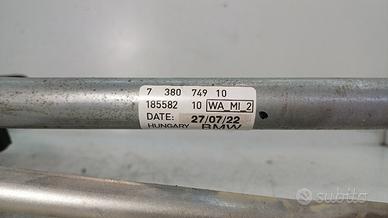 7 380 749 10
185582 10 WA_MI_2
DATE: 27/07/22
HUNGARY BMW
subito